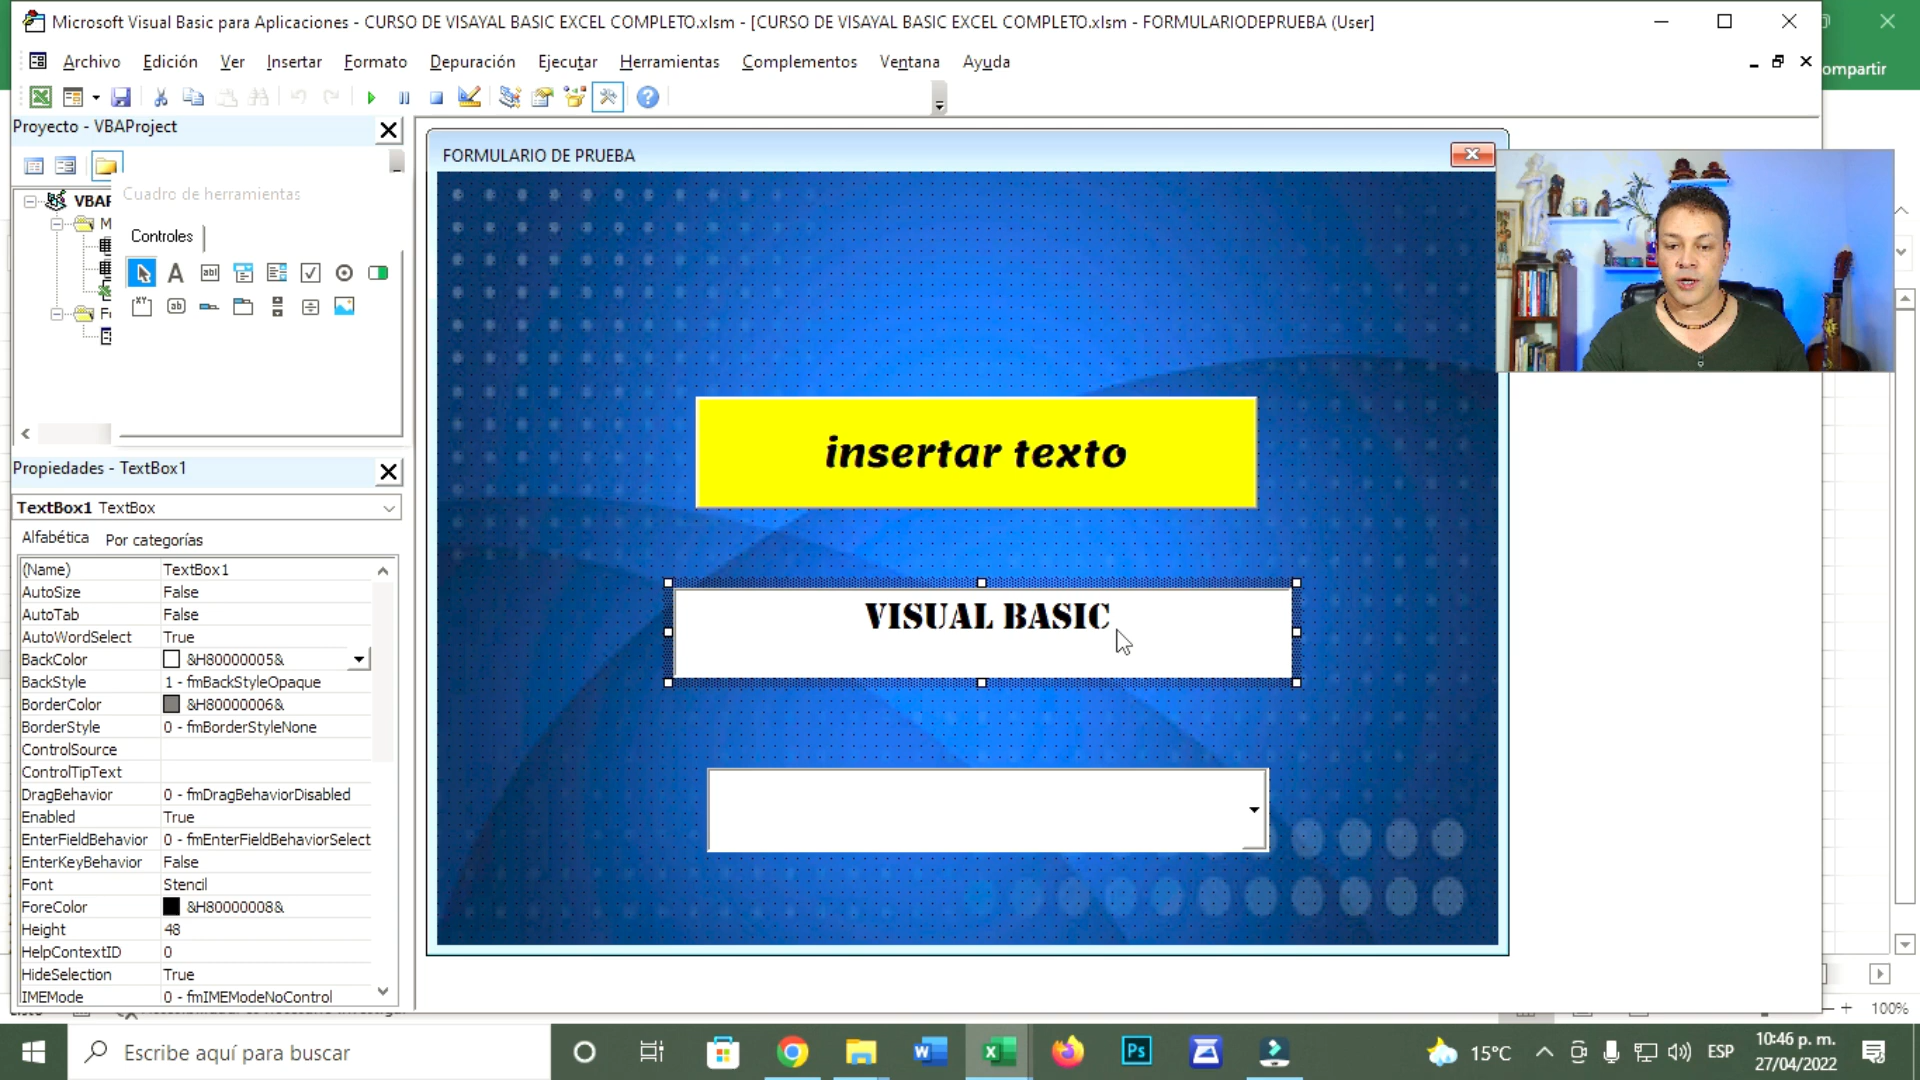 Microsoft Visual Basic para Aplicaciones - CURSO DE VISAYAL BASIC EXCEL COMPLETO.xlsm - [CURSO DE VISAYAL BASIC EXCEL COMPLETO.xlsm - FORMULARIODEPRUEBA (User]
Archivo Edición Ver Insertar Formato Depuración Ejecutar Herramientas Complementos Ventana Ayuda
ompartir
Proyecto - VBAProject
Cuadro de herramientas
VBAP
M
Controles
F
FORMULARIO DE PRUEBA
insertar texto
VISUAL BASIC
Propiedades - TextBox1
TextBox1 TextBox
Alfabética Por categorías
(Name) TextBox1
AutoSize False
AutoTab False
AutoWordSelect True
BackColor &H80000005&
BackStyle 1 - fmBackStyleOpaque
BorderColor &H80000006&
BorderStyle 0 - fmBorderStyleNone
ControlSource
ControlTipText
DragBehavior 0 - fmDragBehaviorDisabled
Enabled True
EnterFieldBehavior 0 - fmEnterFieldBehaviorSelect
EnterKeyBehavior False
Font Stencil
ForeColor &H80000008&
Height 48
HelpContextID 0
HideSelection True
IMEMode 0 - fmIMEModeNoControl
100%
Escribe aquí para buscar
Ps
15°C
ESP
10:46 p. m.
27/04/2022